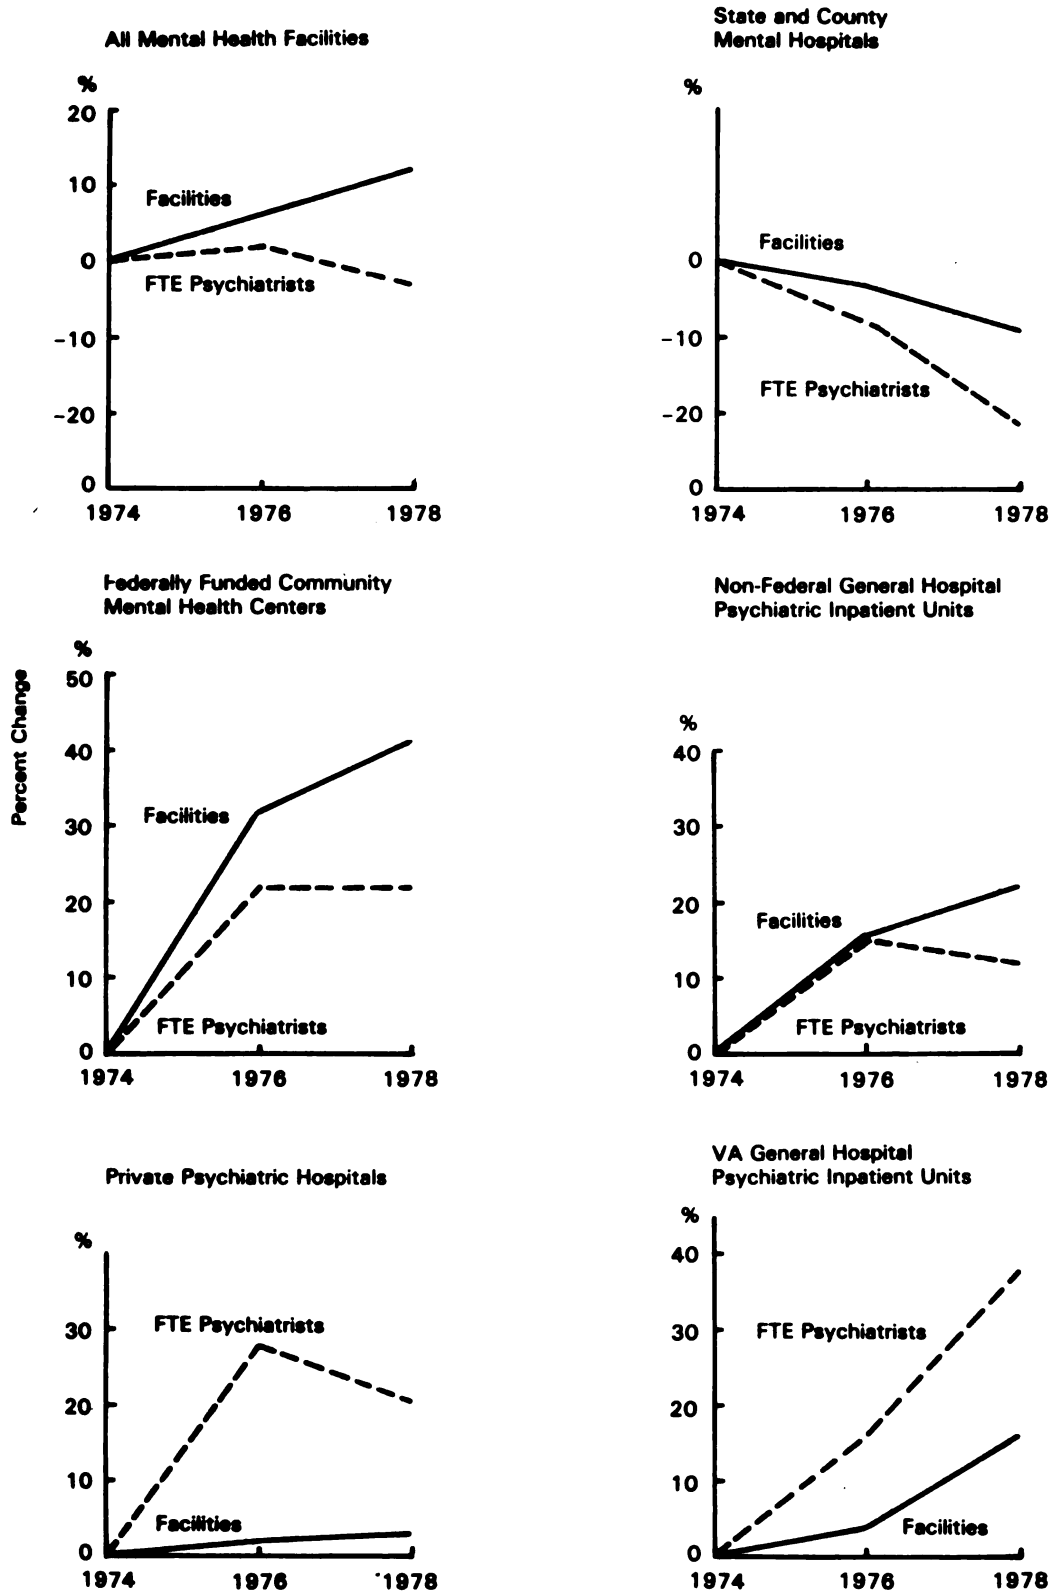 All Mental Health Facilities
%
20
10
0
-10
-20
0
Facilities
FTE Psychiatrists
1974 1976 1978
State and County
Mental Hospitals
%
0
-10
-20
0
Facilities
FTE Psychiatrists
1974 1976 1978
Percent Change
Federally Funded Community
Mental Health Centers
%
50
40
30
20
10
0
Facilities
FTE Psychiatrists
1974 1976 1978
Non-Federal General Hospital
Psychiatric Inpatient Units
%
40
30
20
10
0
Facilities
FTE Psychiatrists
1974 1976 1978
Private Psychiatric Hospitals
%
30
20
10
0
FTE Psychiatrists
Facilities
1974 1976 1978
VA General Hospital
Psychiatric Inpatient Units
%
40
30
20
10
0
FTE Psychiatrists
Facilities
1974 1976 1978